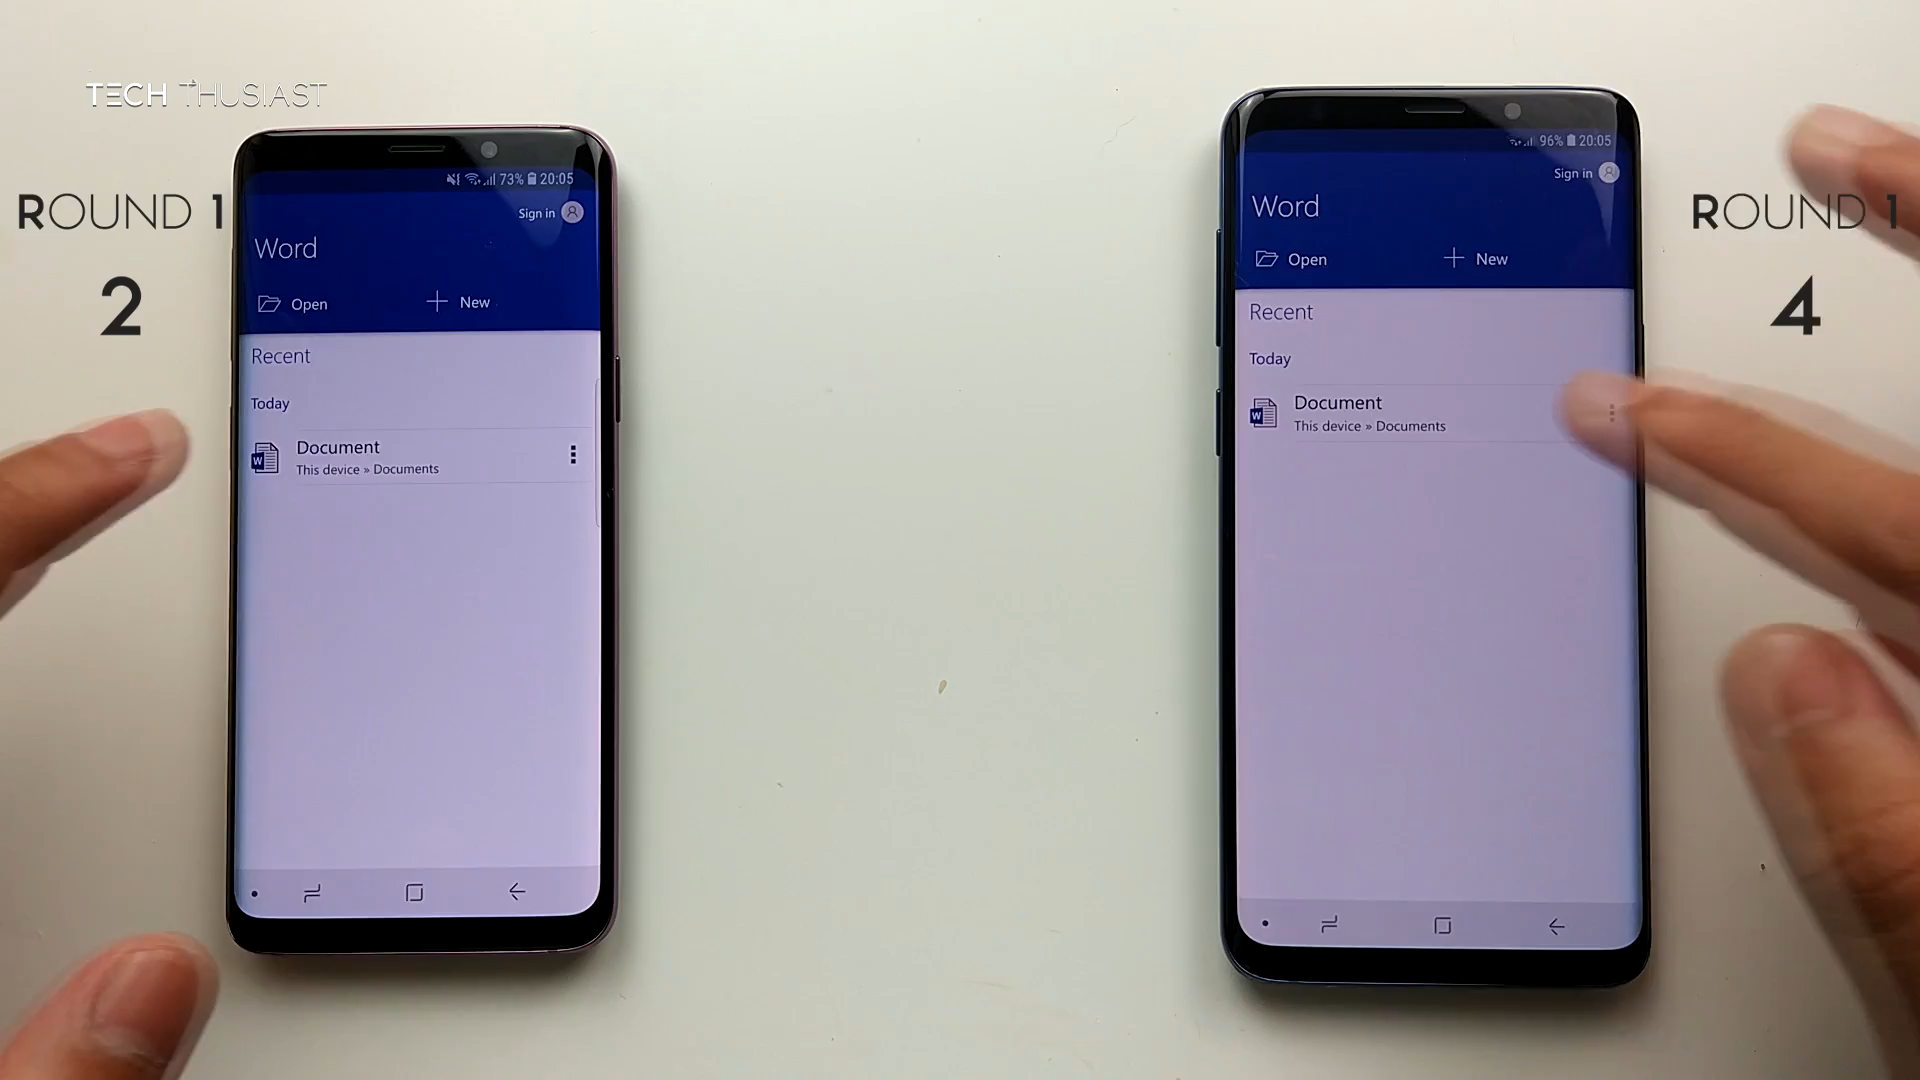 TECH THUSIAST
ROUND 1
2
73% 20:05
Sign in
Word
Open
New
Recent
Today
W
Document
This device » Documents
ROUND 1
4
96% 20:05
Sign in
Word
Open
New
Recent
Today
W
Document
This device » Documents